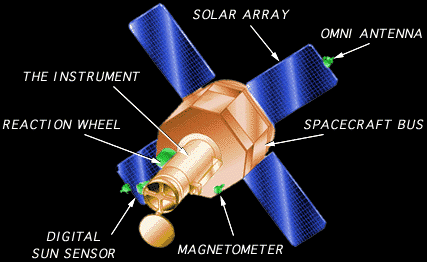 SOLAR ARRAY
OMNI ANTENNA
THE INSTRUMENT
REACTION WHEEL
SPACECRAFT BUS
DIGITAL
SUN SENSOR
MAGNETOMETER